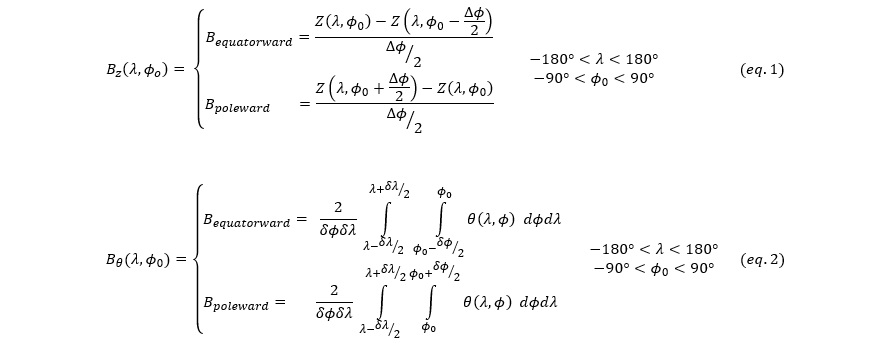 B_z(λ,ϕ_o) = { B_equatorward = (Z(λ,ϕ_0) − Z(λ,ϕ_0 − Δϕ/2)) / (Δϕ/2)
B_poleward = (Z(λ,ϕ_0 + Δϕ/2) − Z(λ,ϕ_0)) / (Δϕ/2)
−180° < λ < 180°
−90° < ϕ_0 < 90°
(eq. 1)
B_θ(λ,ϕ_0) = { B_equatorward = 2/(δϕδλ) ∫_{λ−δλ/2}^{λ+δλ/2} ∫_{ϕ_0−δϕ/2}^{ϕ_0} θ(λ,ϕ) dϕdλ
B_poleward = 2/(δϕδλ) ∫_{λ−δλ/2}^{λ+δλ/2} ∫_{ϕ_0}^{ϕ_0+δϕ/2} θ(λ,ϕ) dϕdλ
−180° < λ < 180°
−90° < ϕ_0 < 90°
(eq. 2)